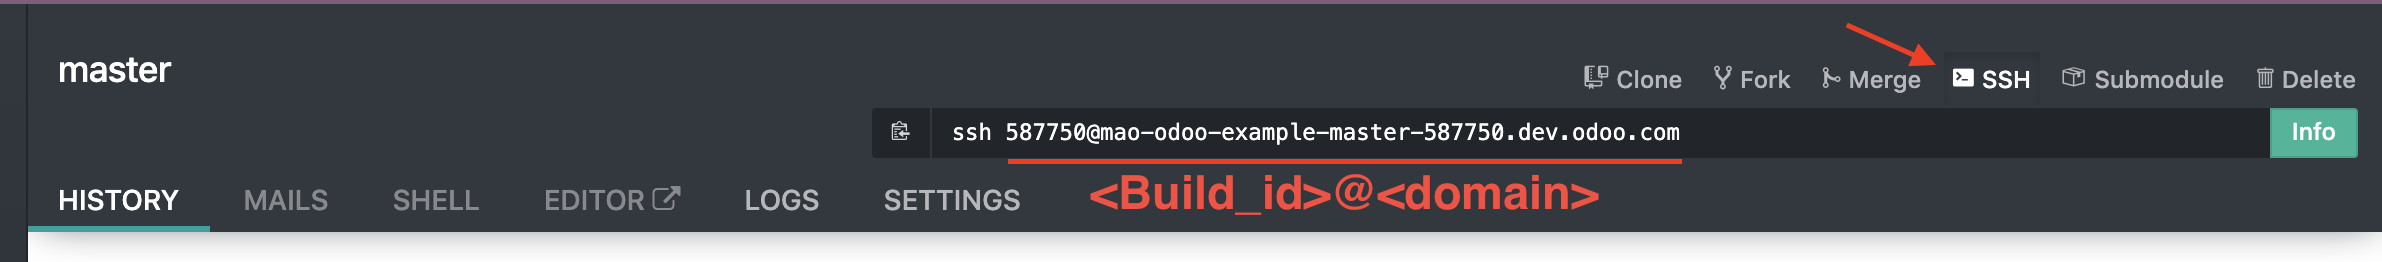 master
Clone Fork Merge SSH Submodule Delete
ssh 587750@mao-odoo-example-master-587750.dev.odoo.com Info
HISTORY MAILS SHELL EDITOR LOGS SETTINGS <Build_id>@<domain>